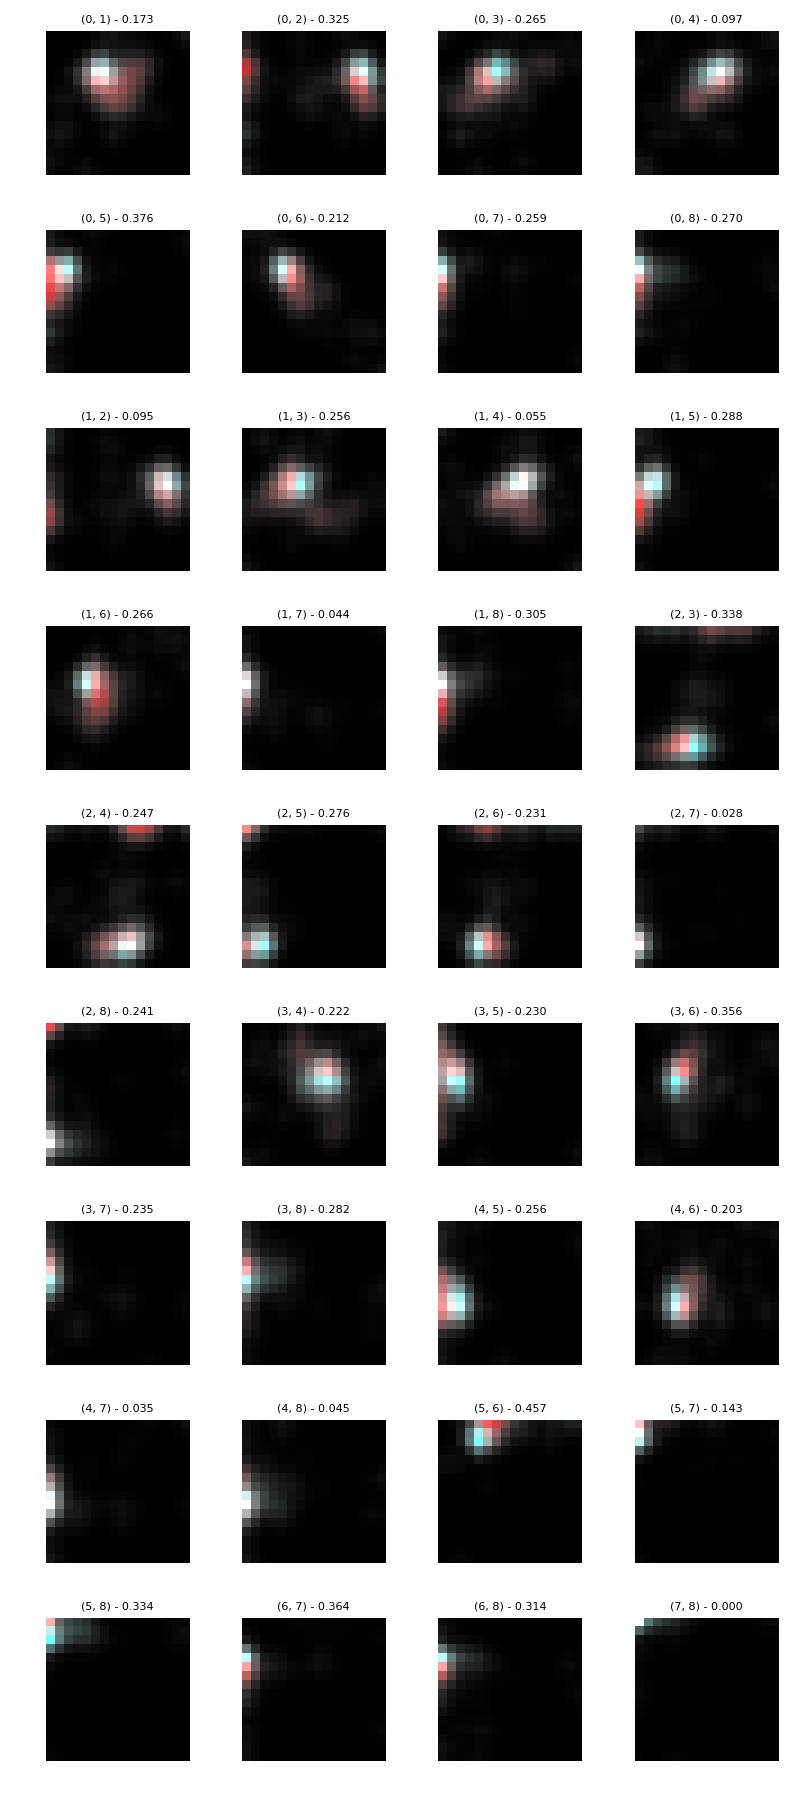 (0, 1) - 0.173 (0, 2) - 0.325 (0, 3) - 0.265 (0, 4) - 0.097
(0, 5) - 0.376 (0, 6) - 0.212 (0, 7) - 0.259 (0, 8) - 0.270
(1, 2) - 0.095 (1, 3) - 0.256 (1, 4) - 0.055 (1, 5) - 0.288
(1, 6) - 0.266 (1, 7) - 0.044 (1, 8) - 0.305 (2, 3) - 0.338
(2, 4) - 0.247 (2, 5) - 0.276 (2, 6) - 0.231 (2, 7) - 0.028
(2, 8) - 0.241 (3, 4) - 0.222 (3, 5) - 0.230 (3, 6) - 0.356
(3, 7) - 0.235 (3, 8) - 0.282 (4, 5) - 0.256 (4, 6) - 0.203
(4, 7) - 0.035 (4, 8) - 0.045 (5, 6) - 0.457 (5, 7) - 0.143
(5, 8) - 0.334 (6, 7) - 0.364 (6, 8) - 0.314 (7, 8) - 0.000